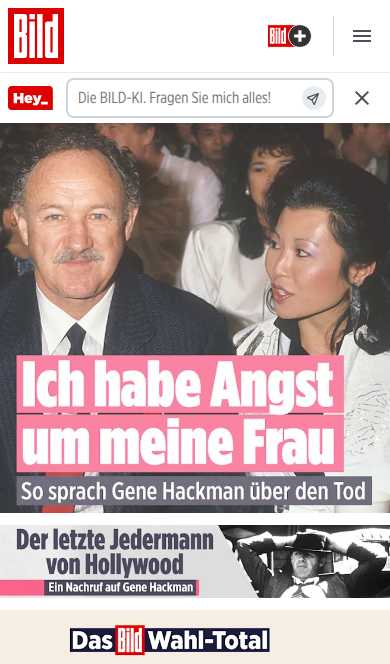 Bild
Bild +
Hey_
Die BILD-KI. Fragen Sie mich alles!
Ich habe Angst
um meine Frau
So sprach Gene Hackman über den Tod
Der letzte Jedermann
von Hollywood
Ein Nachruf auf Gene Hackman
Das Bild Wahl-Total